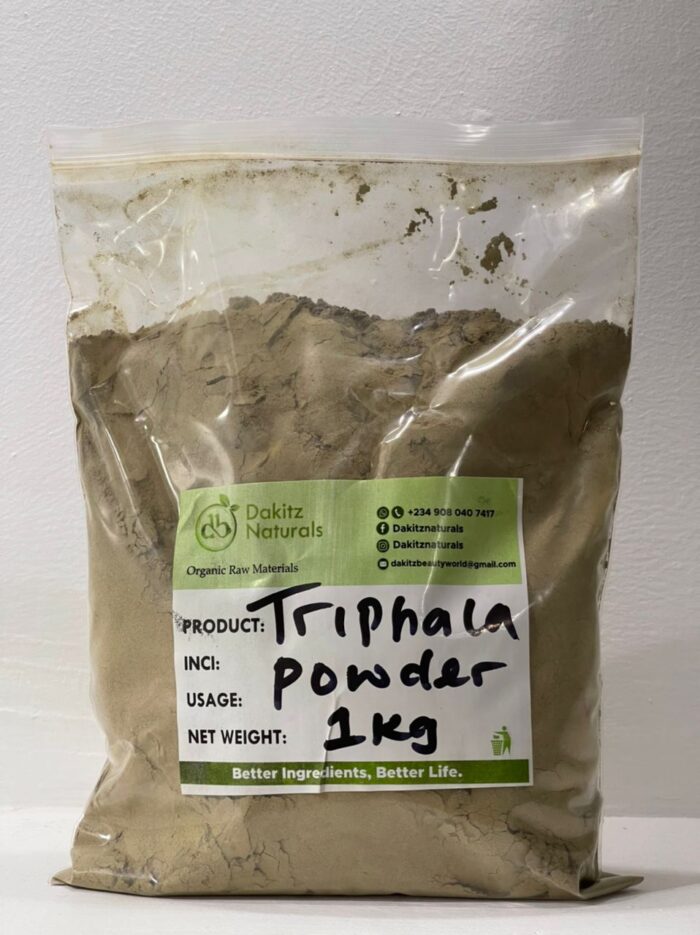 Dakitz
Naturals
Organic Raw Materials
+234 908 040 7417
Dakitznaturals
Dakitznaturals
dakitzbeautyworld@gmail.com
PRODUCT: Triphala
INCI: powder
USAGE:
NET WEIGHT: 1kg
Better Ingredients, Better Life.